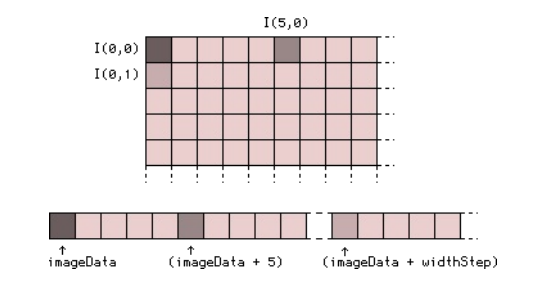 I(5,0)
I(0,0)
I(0,1)
imageData
(imageData + 5)
(imageData + widthStep)